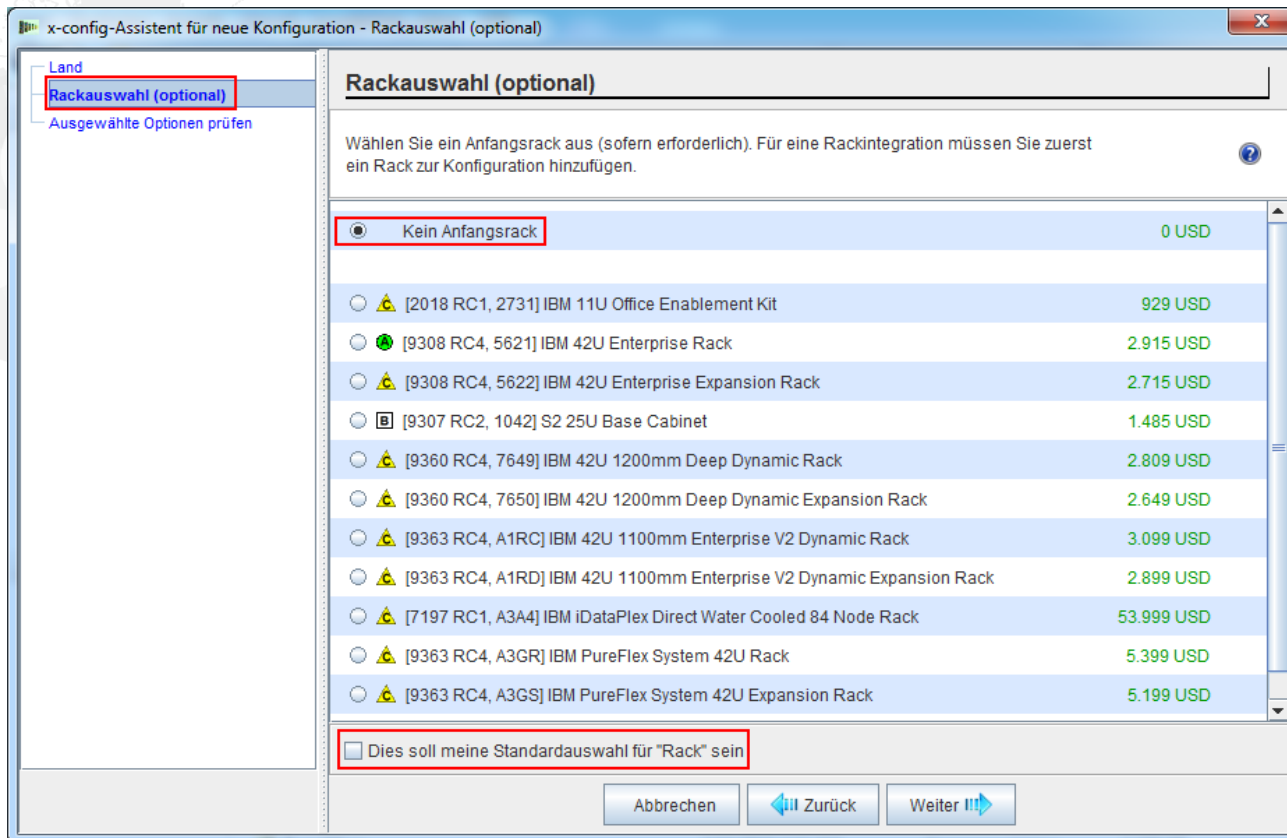 x-config-Assistent für neue Konfiguration - Rackauswahl (optional)
Land
Rackauswahl (optional)
Ausgewählte Optionen prüfen
Rackauswahl (optional)
Wählen Sie ein Anfangsrack aus (sofern erforderlich). Für eine Rackintegration müssen Sie zuerst
ein Rack zur Konfiguration hinzufügen.
?
Kein Anfangsrack 0 USD
C [2018 RC1, 2731] IBM 11U Office Enablement Kit 929 USD
A [9308 RC4, 5621] IBM 42U Enterprise Rack 2.915 USD
C [9308 RC4, 5622] IBM 42U Enterprise Expansion Rack 2.715 USD
B [9307 RC2, 1042] S2 25U Base Cabinet 1.485 USD
C [9360 RC4, 7649] IBM 42U 1200mm Deep Dynamic Rack 2.809 USD
C [9360 RC4, 7650] IBM 42U 1200mm Deep Dynamic Expansion Rack 2.649 USD
C [9363 RC4, A1RC] IBM 42U 1100mm Enterprise V2 Dynamic Rack 3.099 USD
C [9363 RC4, A1RD] IBM 42U 1100mm Enterprise V2 Dynamic Expansion Rack 2.899 USD
C [7197 RC1, A3A4] IBM iDataPlex Direct Water Cooled 84 Node Rack 53.999 USD
C [9363 RC4, A3GR] IBM PureFlex System 42U Rack 5.399 USD
C [9363 RC4, A3GS] IBM PureFlex System 42U Expansion Rack 5.199 USD
Dies soll meine Standardauswahl für "Rack" sein
Abbrechen Zurück Weiter